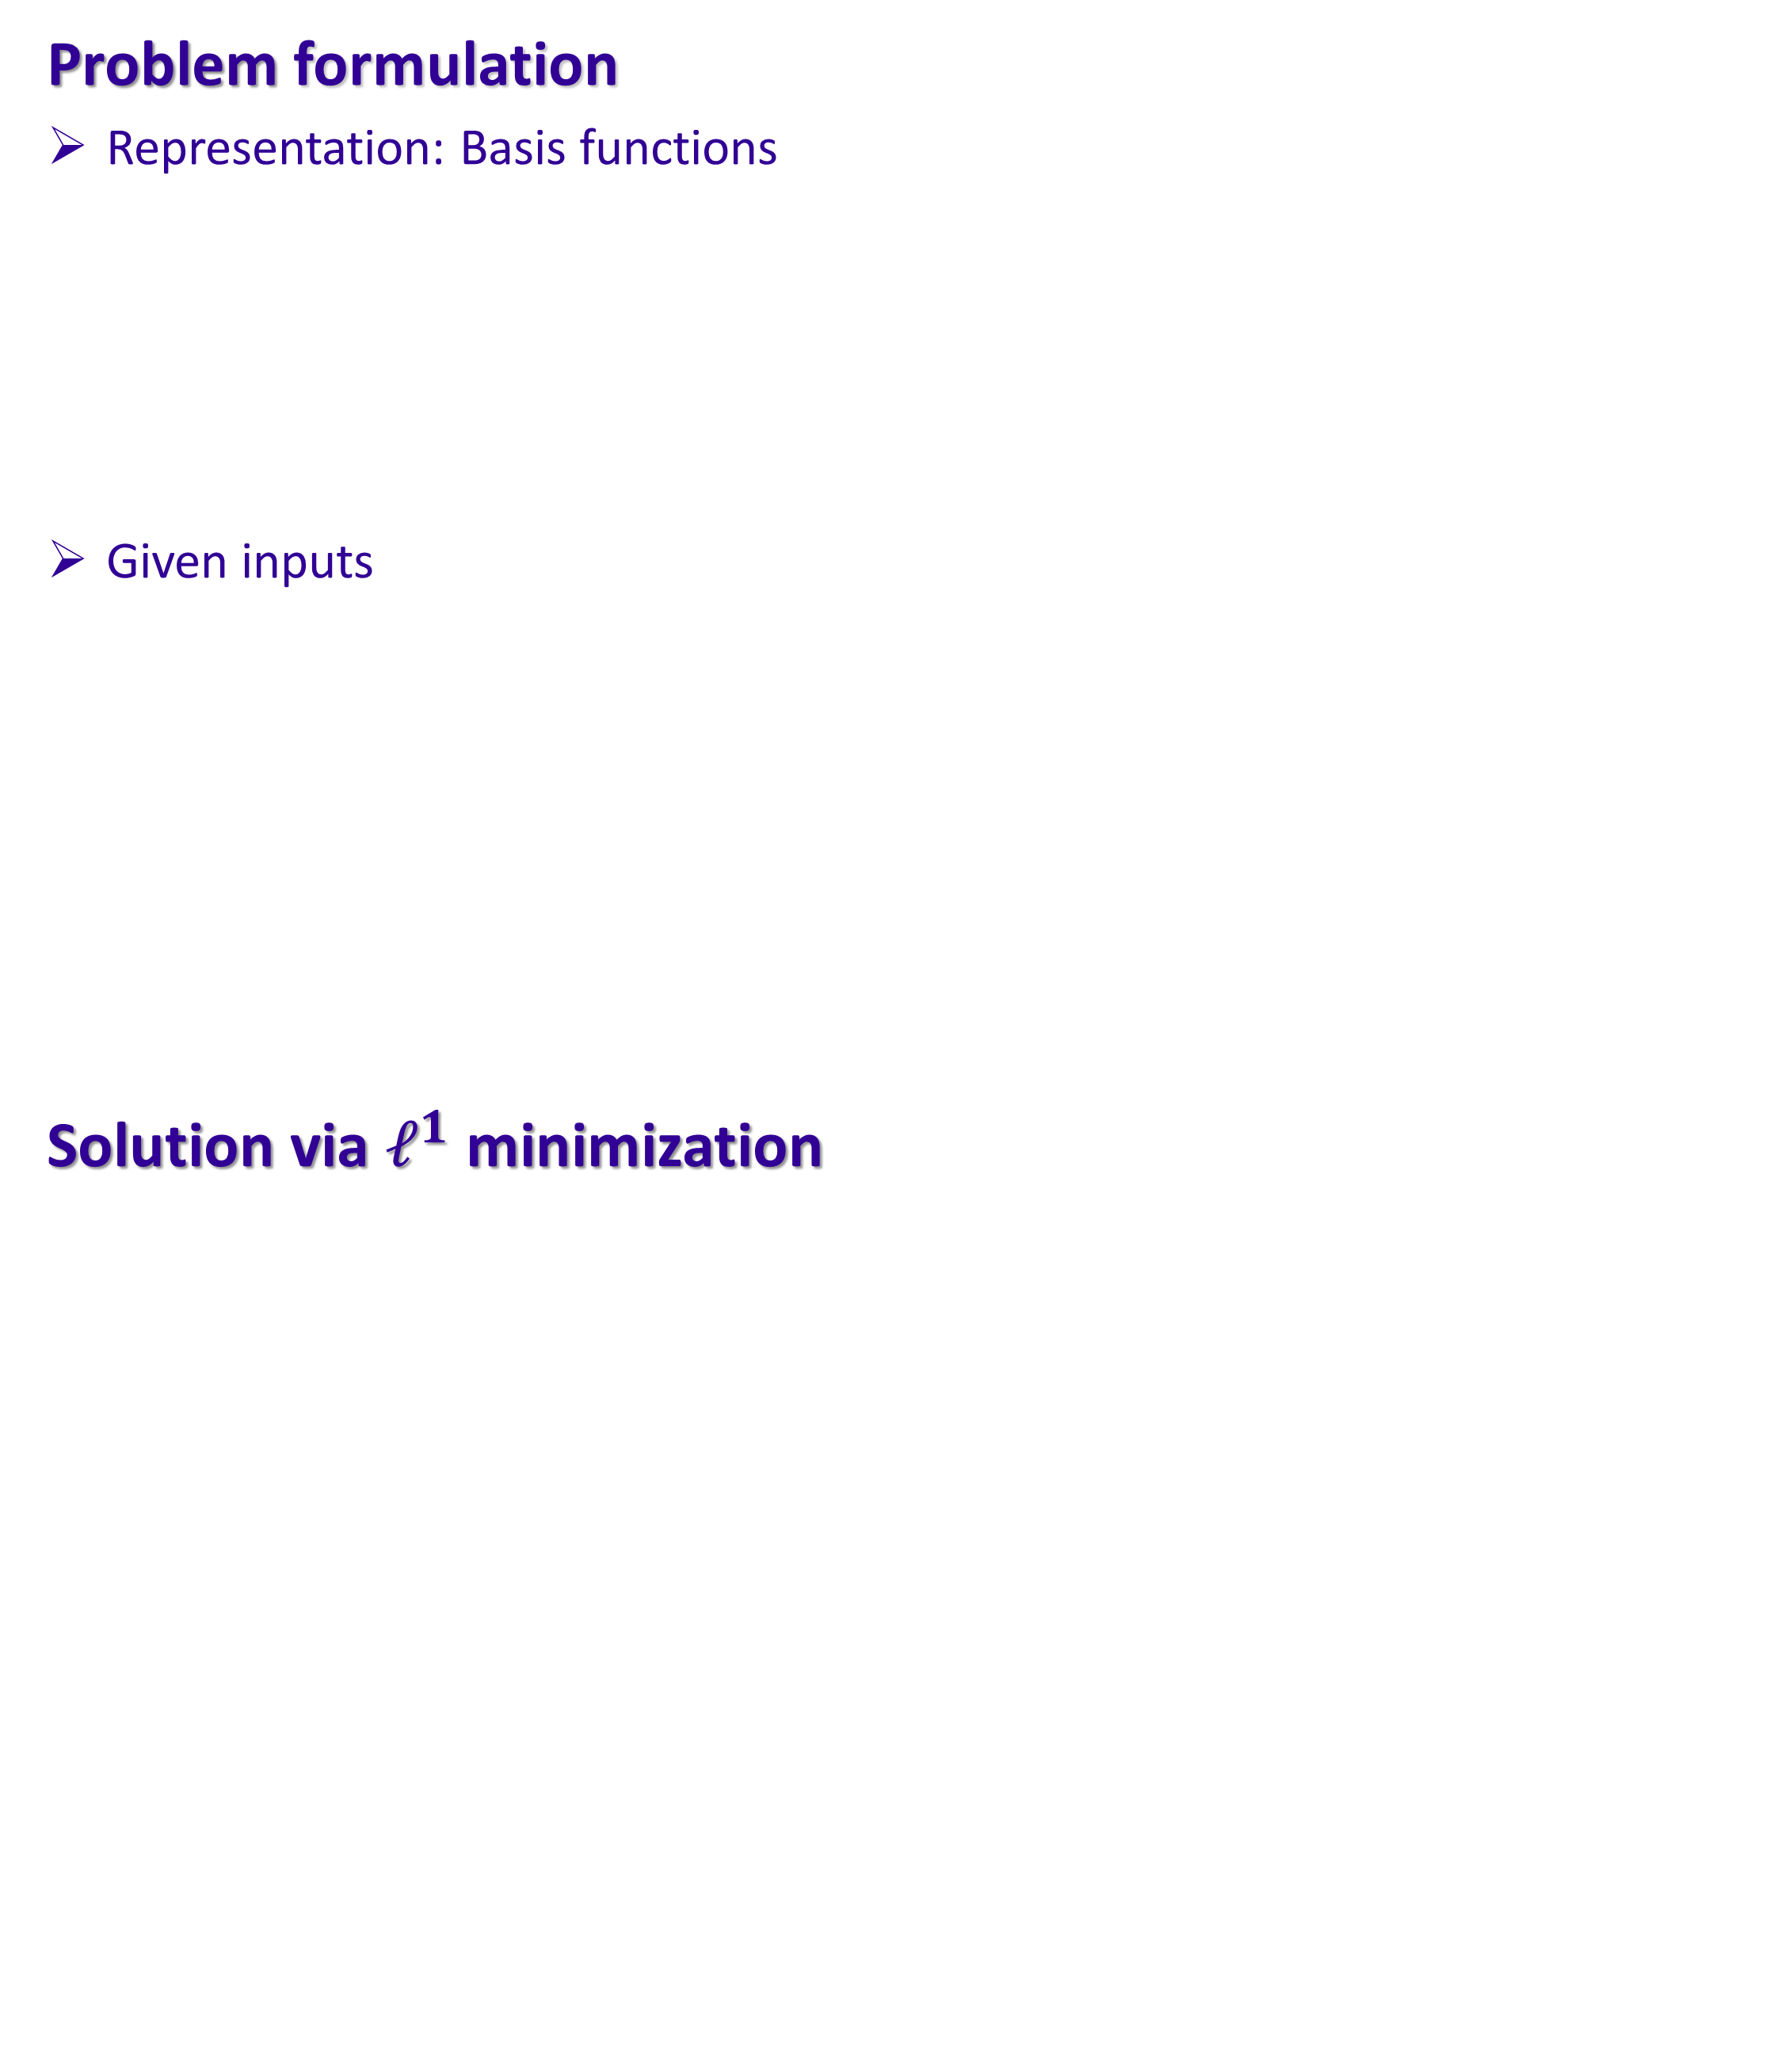 Problem formulation
➢ Representation: Basis functions
➢ Given inputs
Solution via ℓ¹ minimization